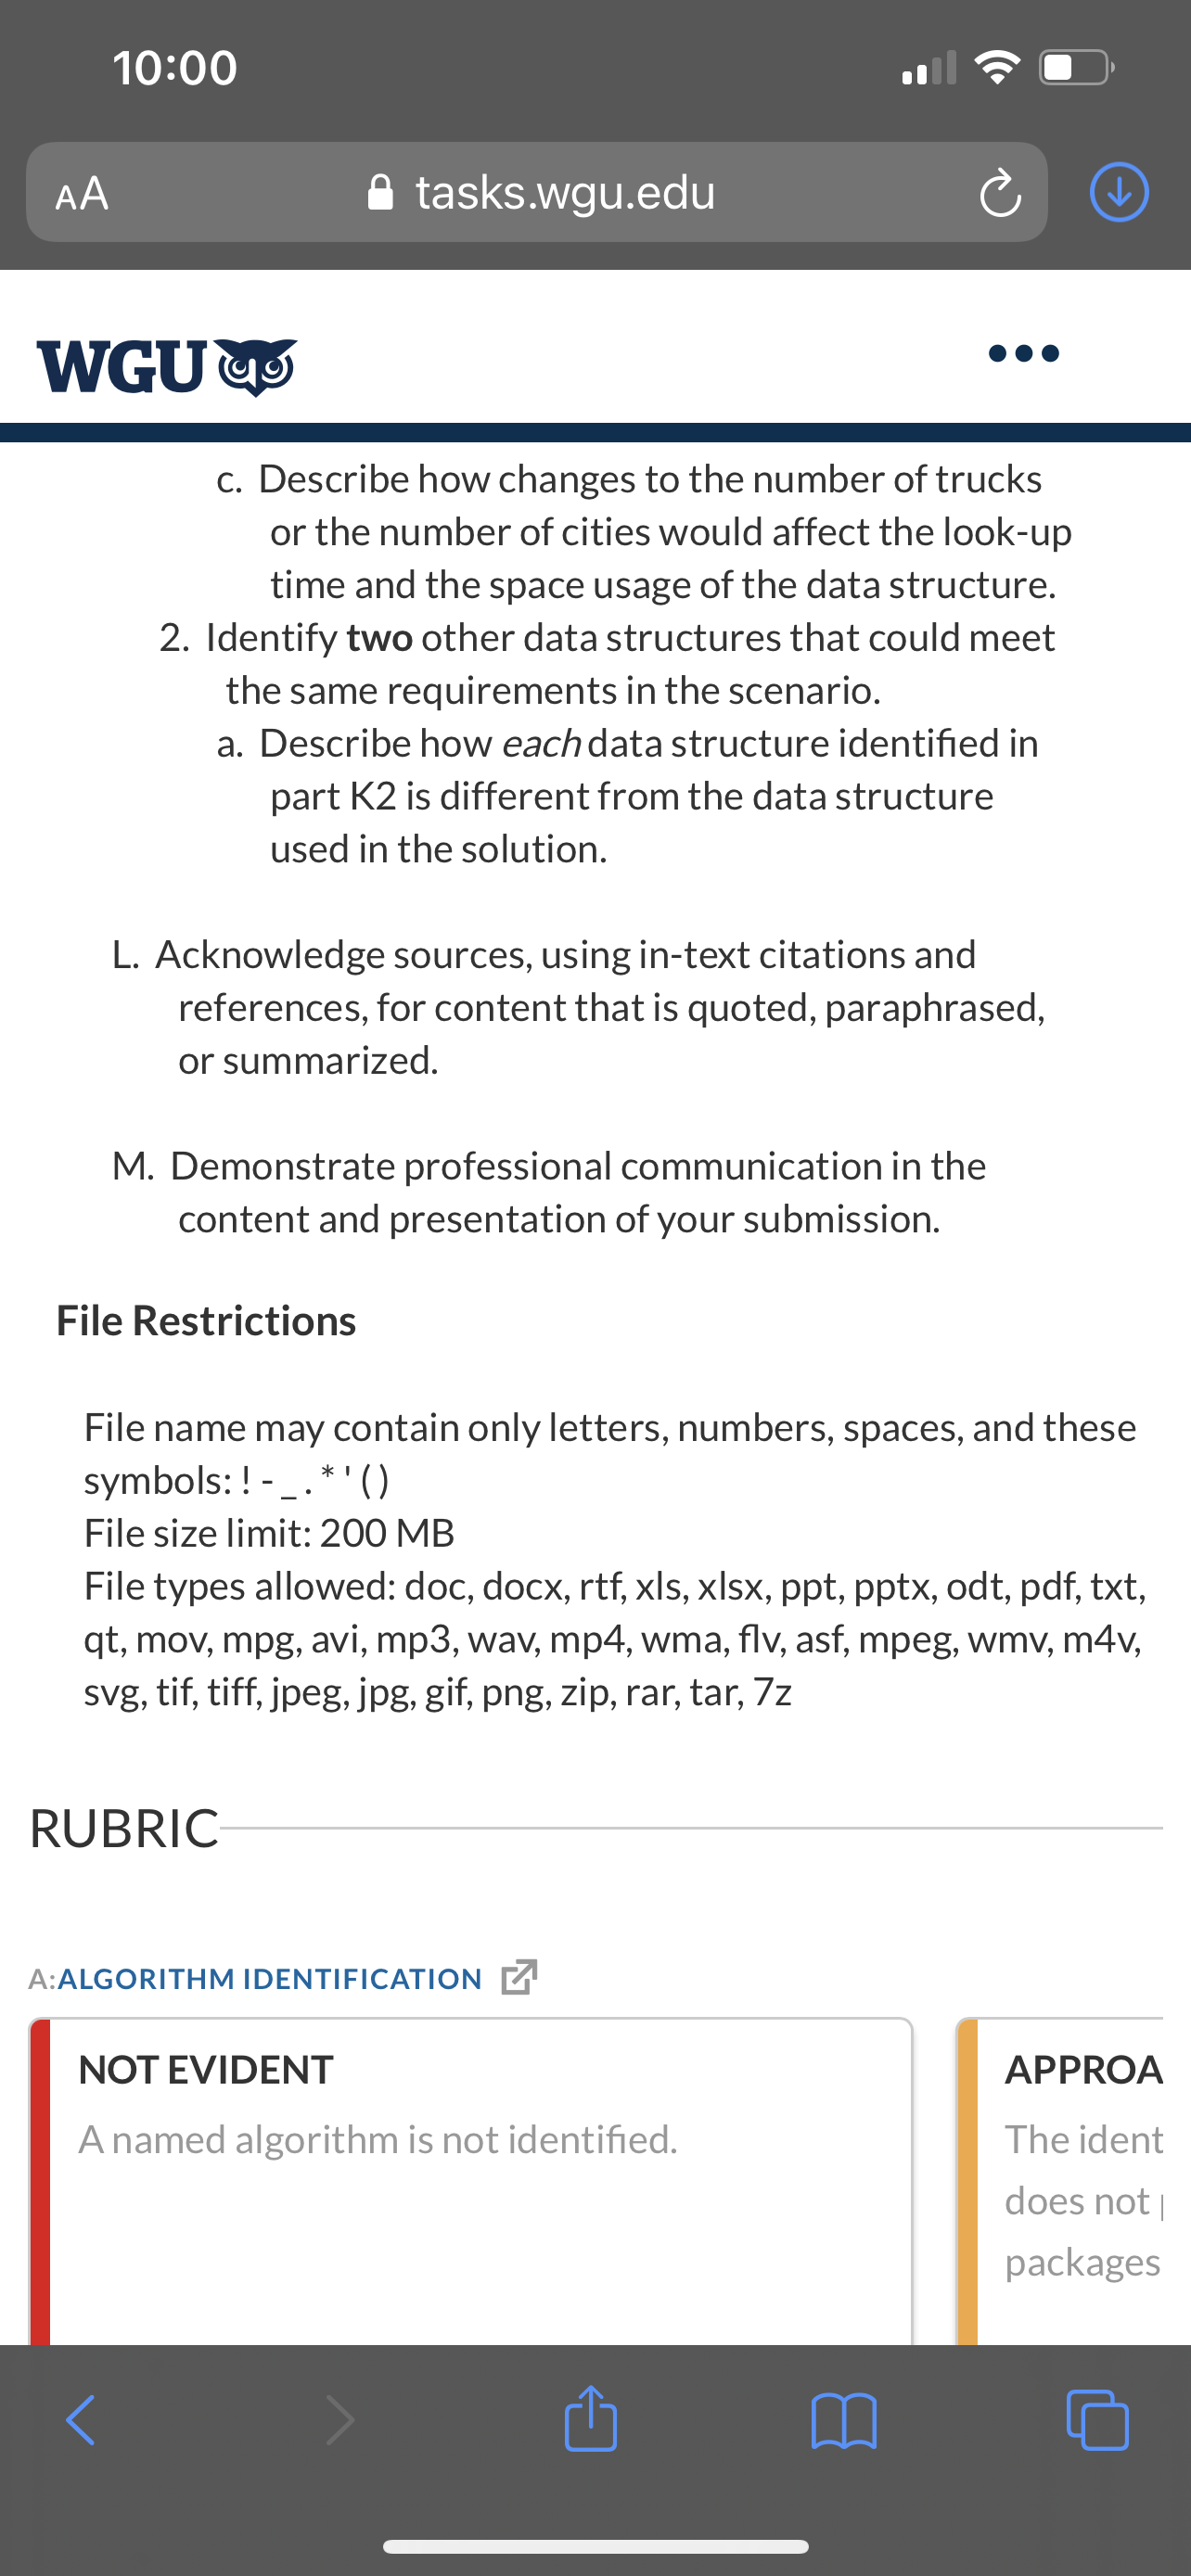 10:00
AA tasks.wgu.edu
WGU
c. Describe how changes to the number of trucks
or the number of cities would affect the look-up
time and the space usage of the data structure.
2. Identify two other data structures that could meet
the same requirements in the scenario.
a. Describe how each data structure identified in
part K2 is different from the data structure
used in the solution.
L. Acknowledge sources, using in-text citations and
references, for content that is quoted, paraphrased,
or summarized.
M. Demonstrate professional communication in the
content and presentation of your submission.
File Restrictions
File name may contain only letters, numbers, spaces, and these
symbols: ! - _ . * ' ( )
File size limit: 200 MB
File types allowed: doc, docx, rtf, xls, xlsx, ppt, pptx, odt, pdf, txt,
qt, mov, mpg, avi, mp3, wav, mp4, wma, flv, asf, mpeg, wmv, m4v,
svg, tif, tiff, jpeg, jpg, gif, png, zip, rar, tar, 7z
RUBRIC
A:ALGORITHM IDENTIFICATION
NOT EVIDENT
A named algorithm is not identified.
APPROA
The ident
does not
packages